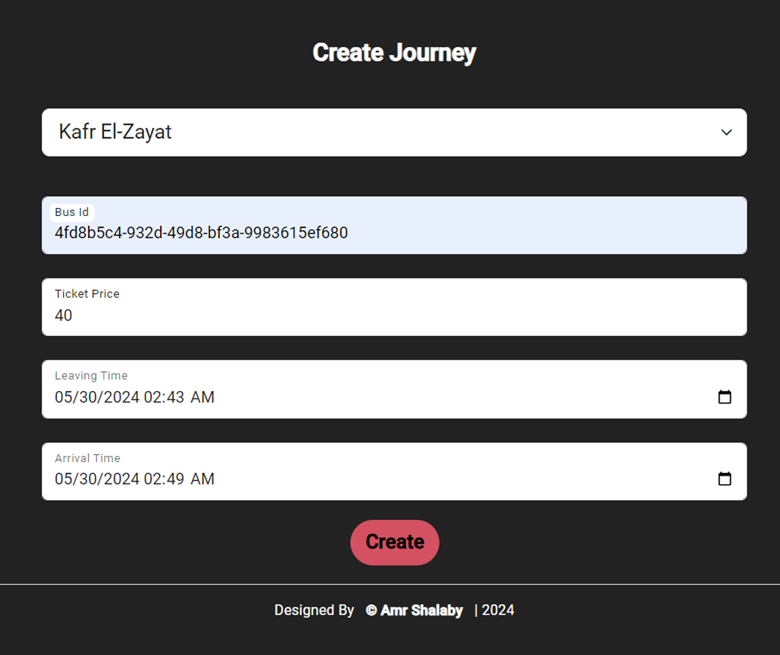 Create Journey
Kafr El-Zayat
Bus Id
4fd8b5c4-932d-49d8-bf3a-9983615ef680
Ticket Price
40
Leaving Time
05/30/2024 02:43 AM
Arrival Time
05/30/2024 02:49 AM
Create
Designed By © Amr Shalaby | 2024